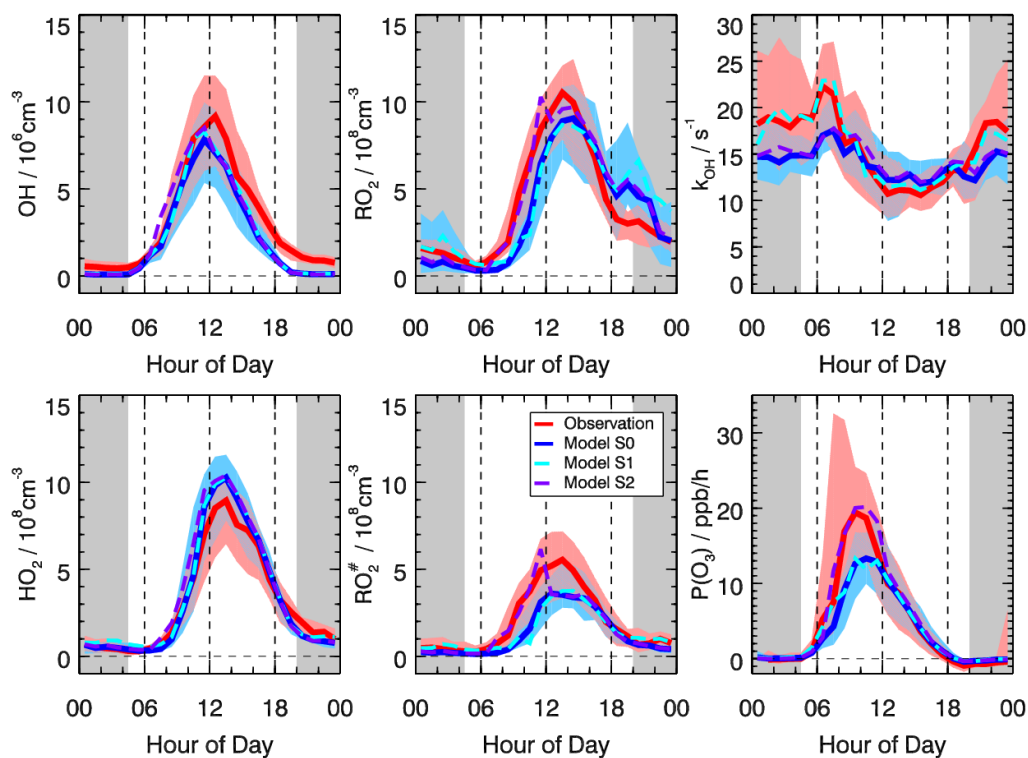 15
10
5
0
OH / 10⁶cm⁻³
00 06 12 18 00
Hour of Day
15
10
5
0
RO₂ / 10⁸cm⁻³
00 06 12 18 00
Hour of Day
30
25
20
15
10
5
0
k_OH / s⁻¹
00 06 12 18 00
Hour of Day
15
10
5
0
HO₂ / 10⁸cm⁻³
00 06 12 18 00
Hour of Day
15
10
5
0
RO₂# / 10⁸cm⁻³
Observation
Model S0
Model S1
Model S2
00 06 12 18 00
Hour of Day
35
30
20
10
0
P(O₃) / ppb/h
00 06 12 18 00
Hour of Day